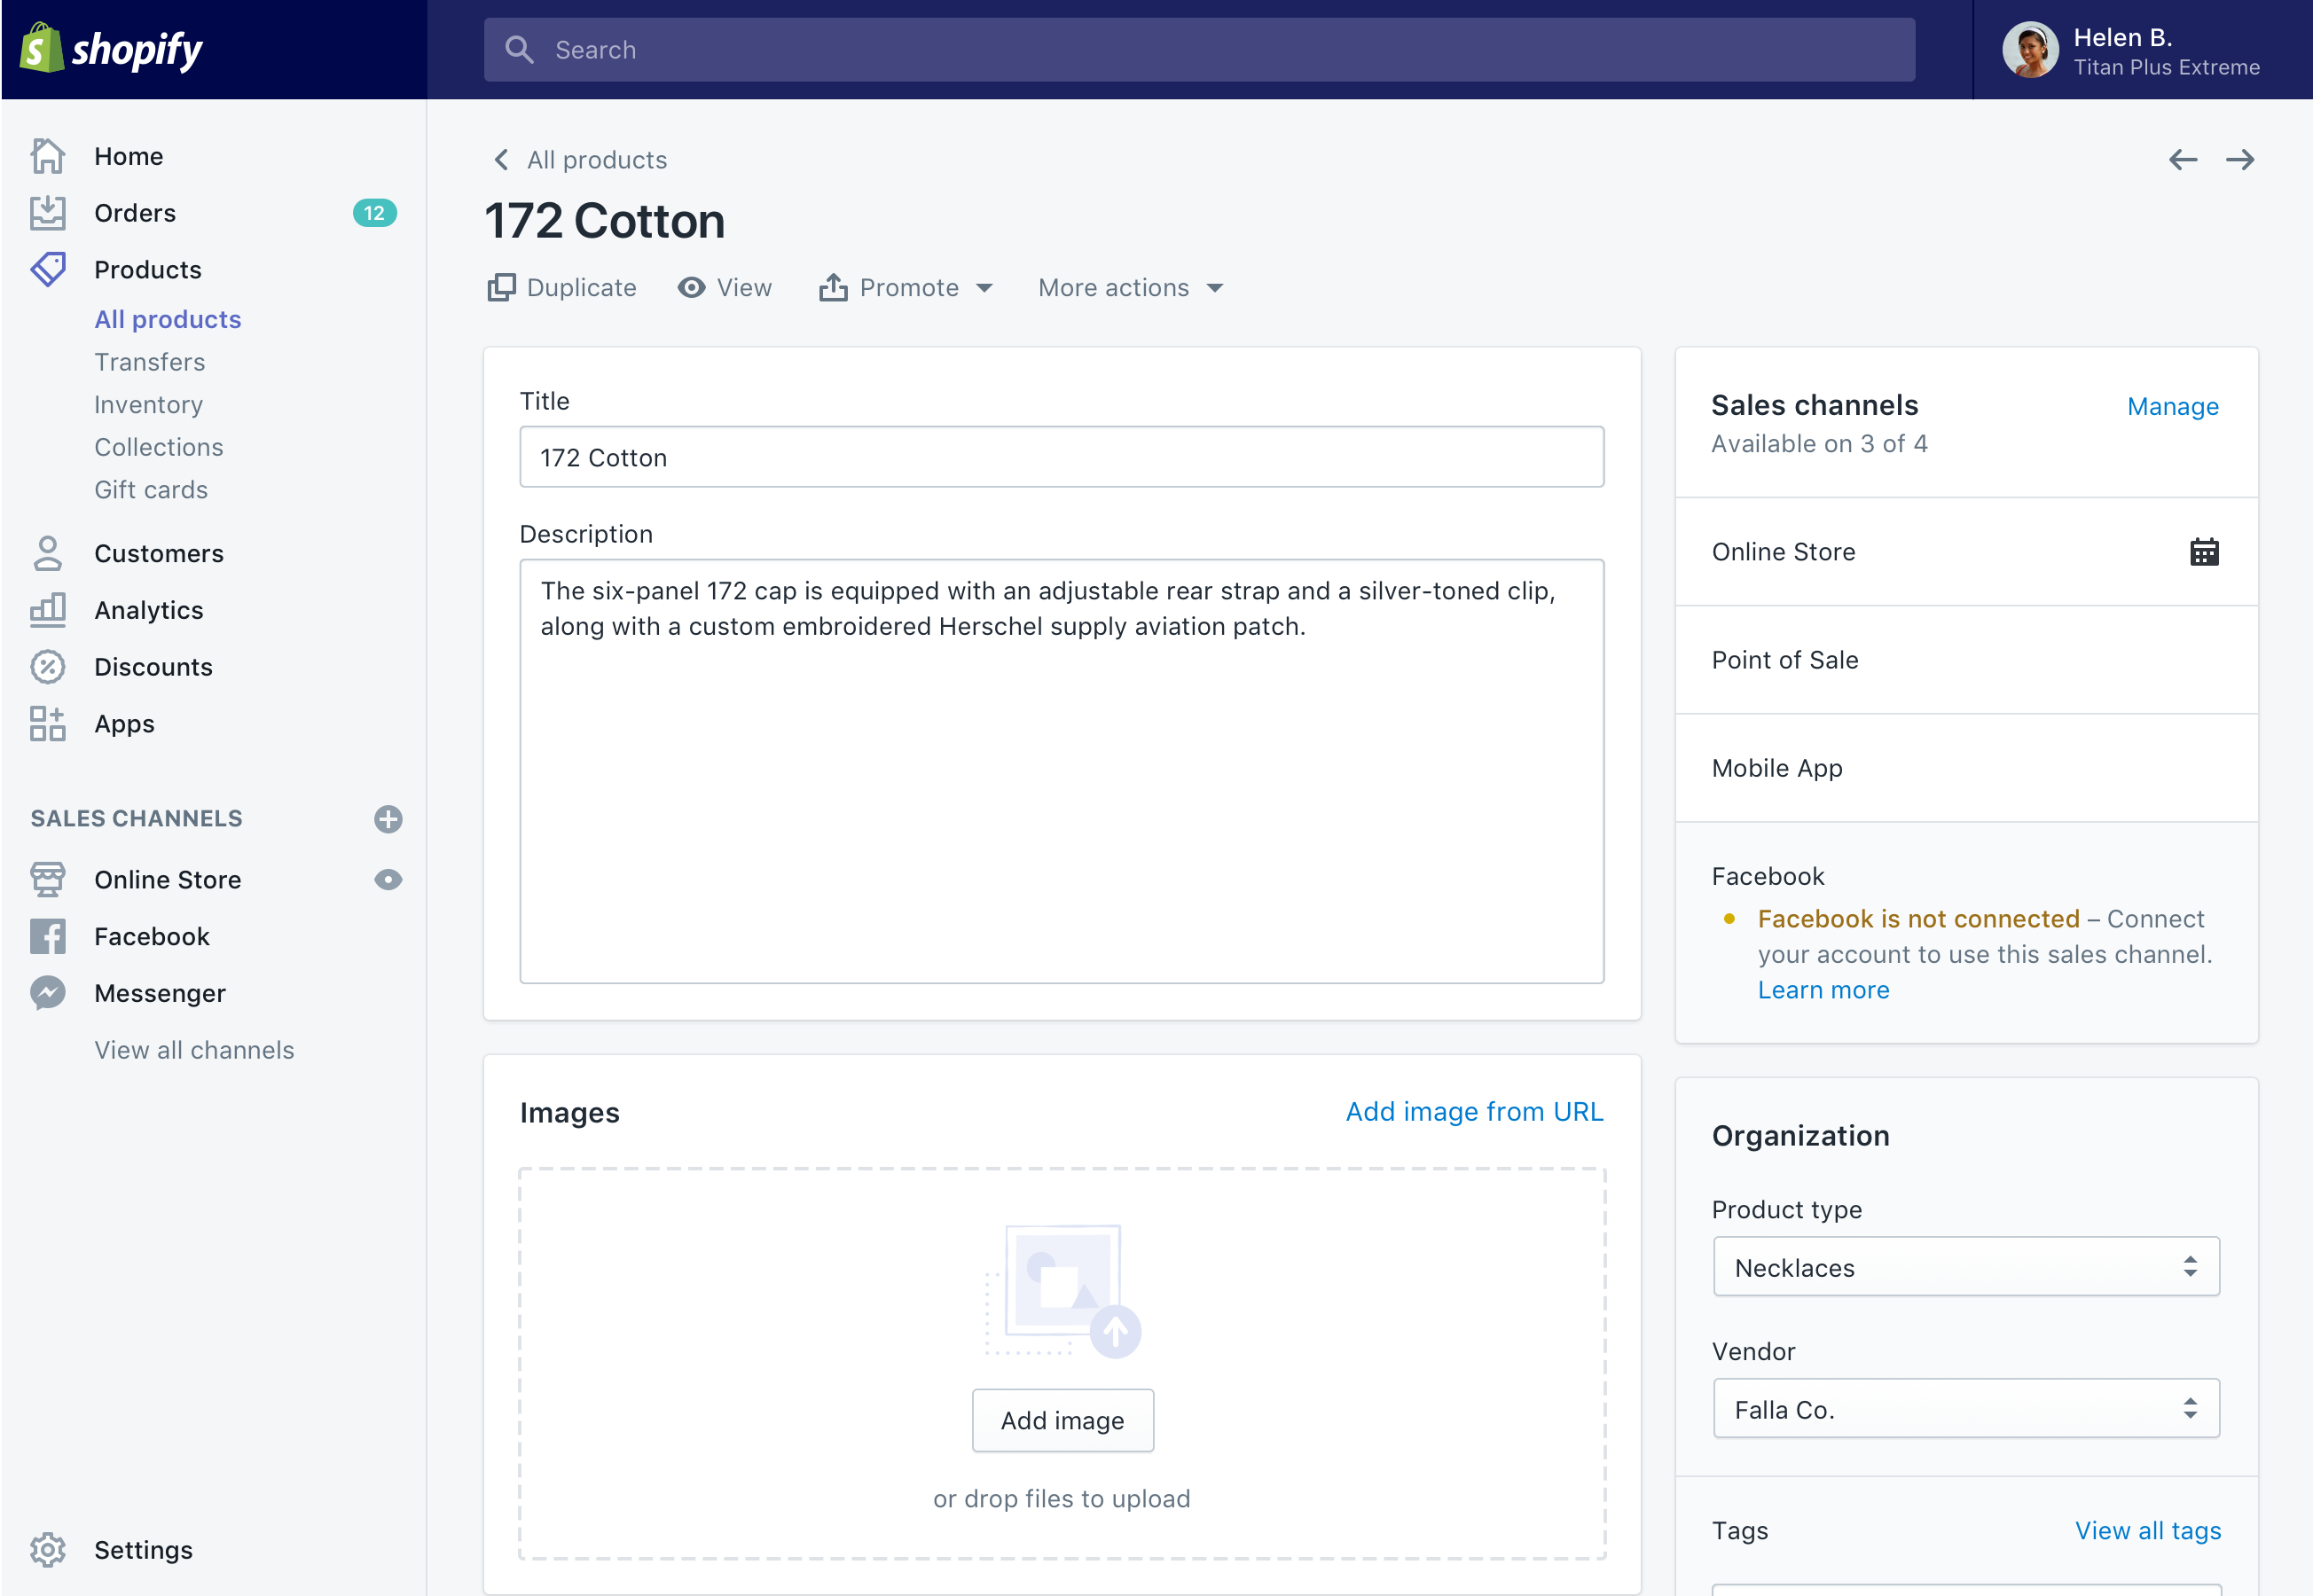 shopify
Search
Helen B.
Titan Plus Extreme
Home
Orders
12
Products
All products
Transfers
Inventory
Collections
Gift cards
Customers
Analytics
Discounts
Apps
SALES CHANNELS
Online Store
Facebook
Messenger
View all channels
Settings
All products
172 Cotton
Duplicate
View
Promote
More actions
Title
172 Cotton
Description
The six-panel 172 cap is equipped with an adjustable rear strap and a silver-toned clip,
along with a custom embroidered Herschel supply aviation patch.
Images
Add image from URL
Add image
or drop files to upload
Sales channels
Manage
Available on 3 of 4
Online Store
Point of Sale
Mobile App
Facebook
Facebook is not connected – Connect
your account to use this sales channel.
Learn more
Organization
Product type
Necklaces
Vendor
Falla Co.
Tags
View all tags